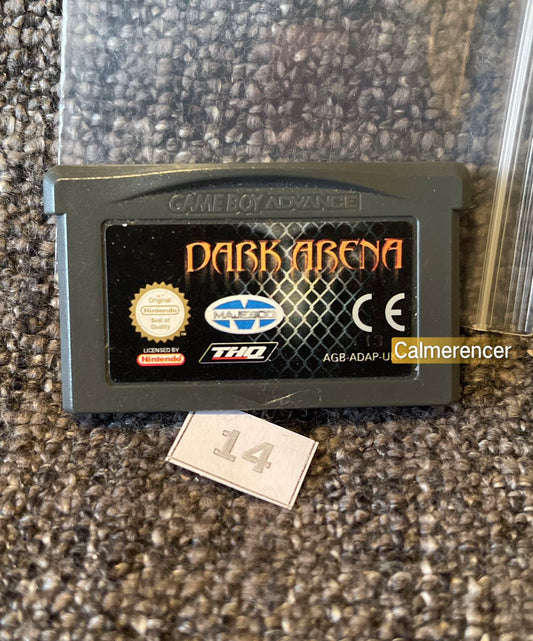 GAME BOY ADVANCE
DARK ARENA
Original
Nintendo
Seal of
Quality
MAJESCO
CE
13
LICENSED BY
Nintendo
THQ
AGB-ADAP-U
Calmerencer
14